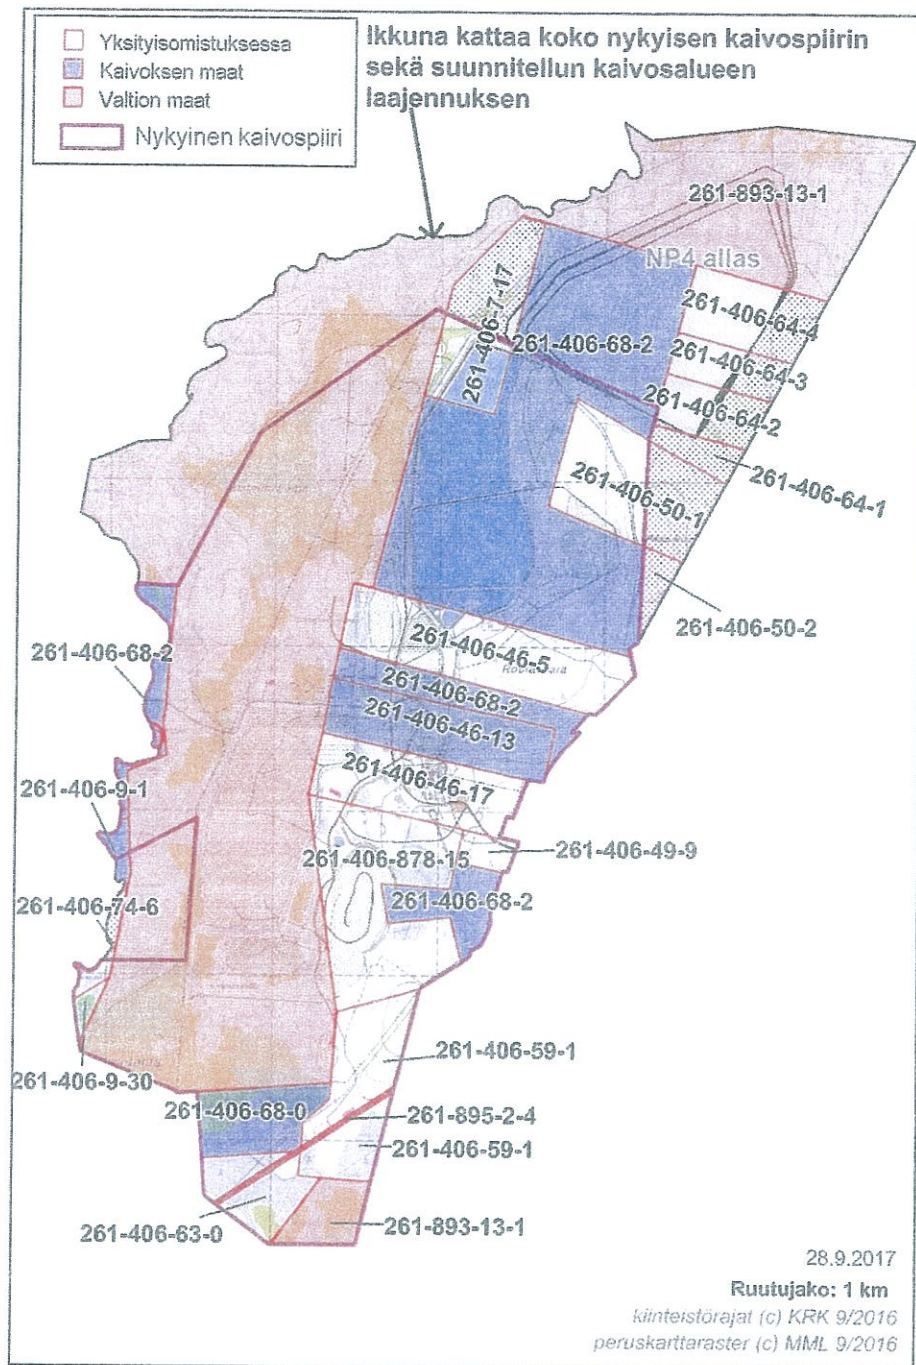 Yksityisomistuksessa
Kaivoksen maat
Valtion maat
Nykyinen kaivospiiri
Ikkuna kattaa koko nykyisen kaivospiirin
sekä suunnitellun kaivosalueen
laajennuksen
261-893-13-1
NP4 allas
261-406-7-17
261-406-64-4
261-406-68-2
261-406-64-3
261-406-64-2
261-406-64-1
261-406-50-1
261-406-50-2
261-406-46-5
261-406-68-2
261-406-68-2
261-406-46-13
261-406-46-17
261-406-9-1
261-406-49-9
261-406-878-15
261-406-68-2
261-406-74-6
261-406-59-1
261-406-9-30
261-406-68-0
261-895-2-4
261-406-59-1
261-406-63-0
261-893-13-1
28.9.2017
Ruutujako: 1 km
kiinteistörajat (c) KRK 9/2016
peruskarttaraster (c) MML 9/2016